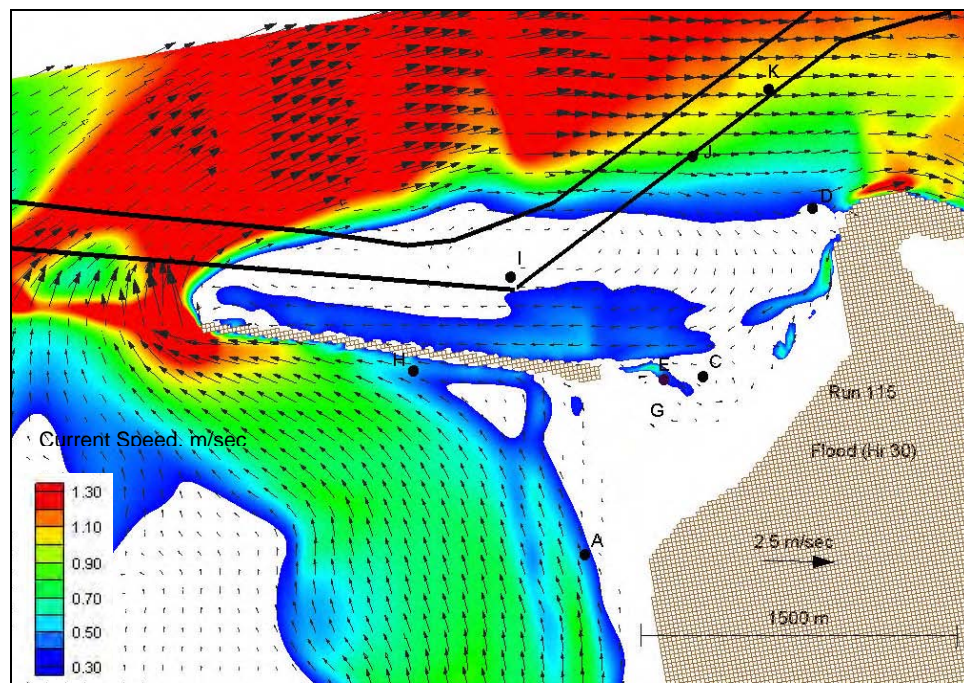 K
J
D
I
H
E
C
G
Run 115
Current Speed, m/sec
Flood (Hr 30)
1.30
1.10
0.90
0.70
0.50
0.30
A
2.5 m/sec
1500 m